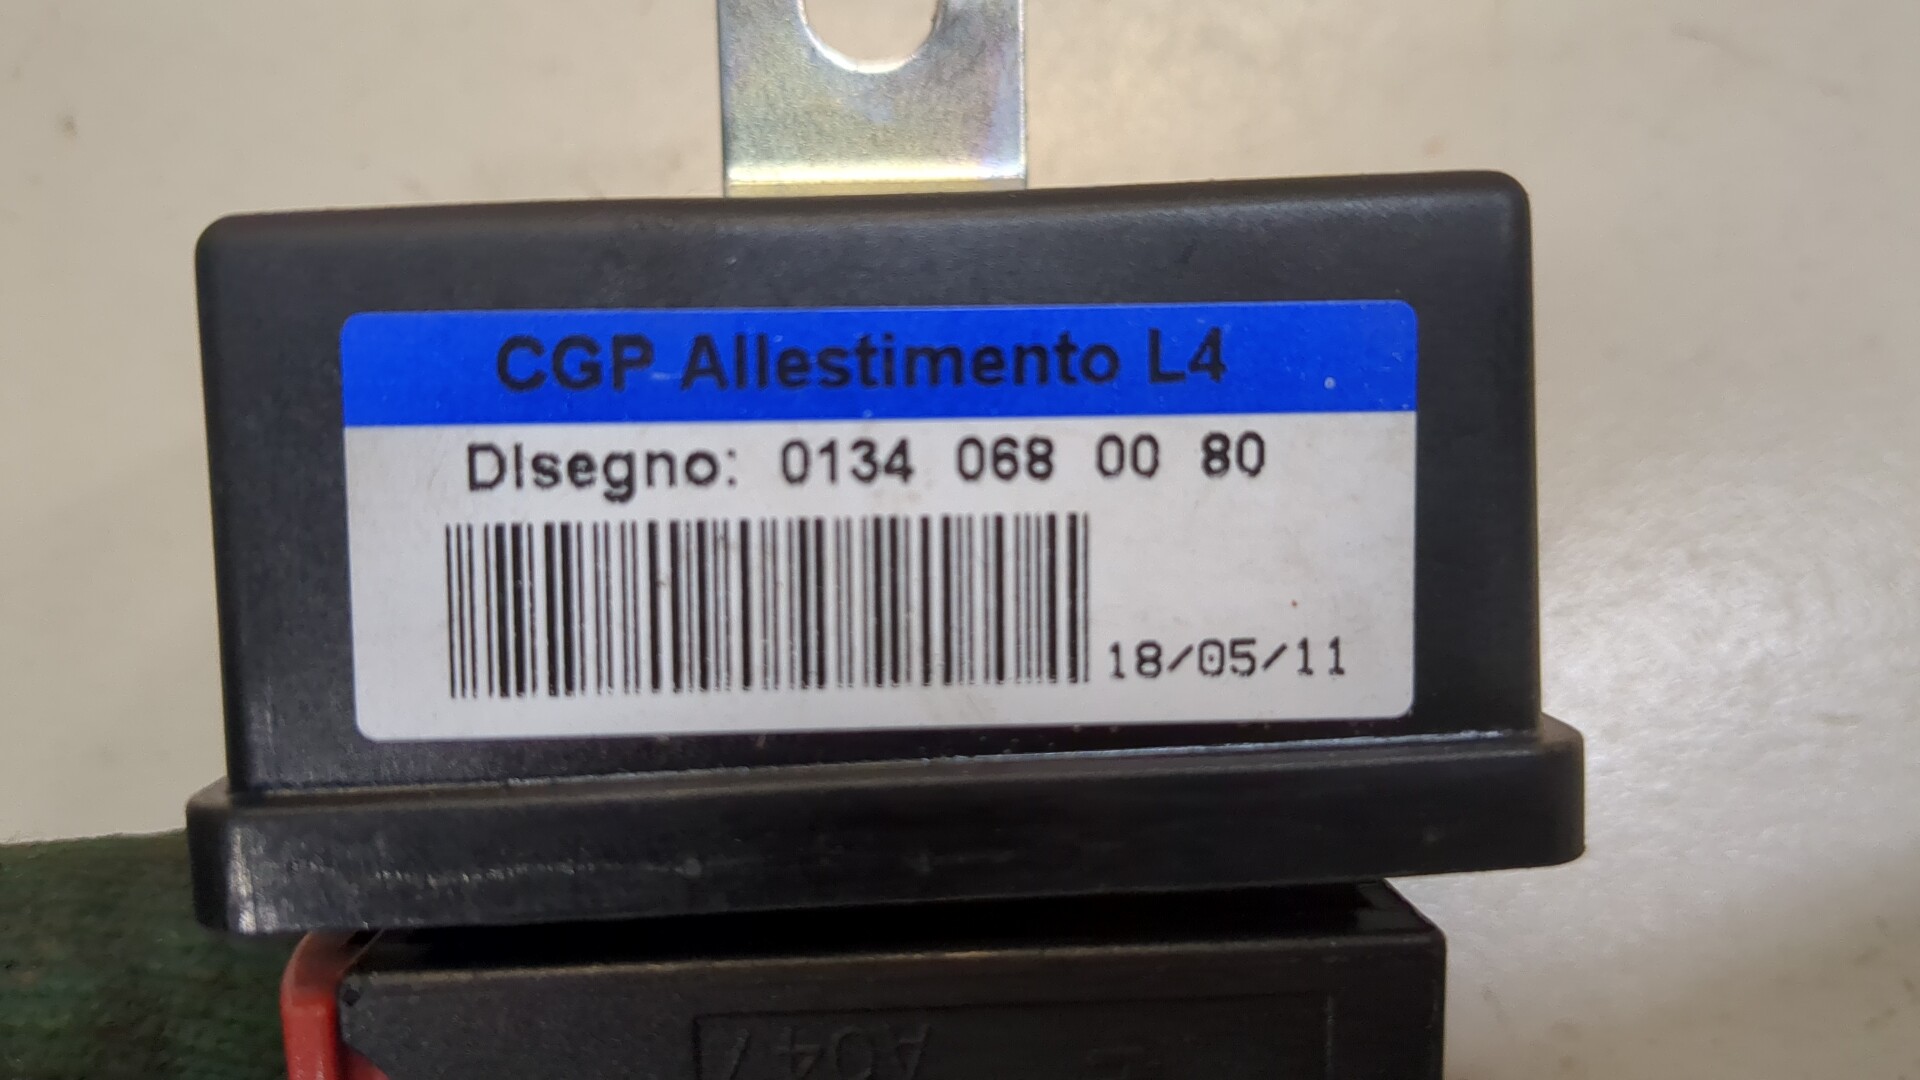 CGP Allestimento L4
DIsegno: 0134 068 00 80
18/05/11